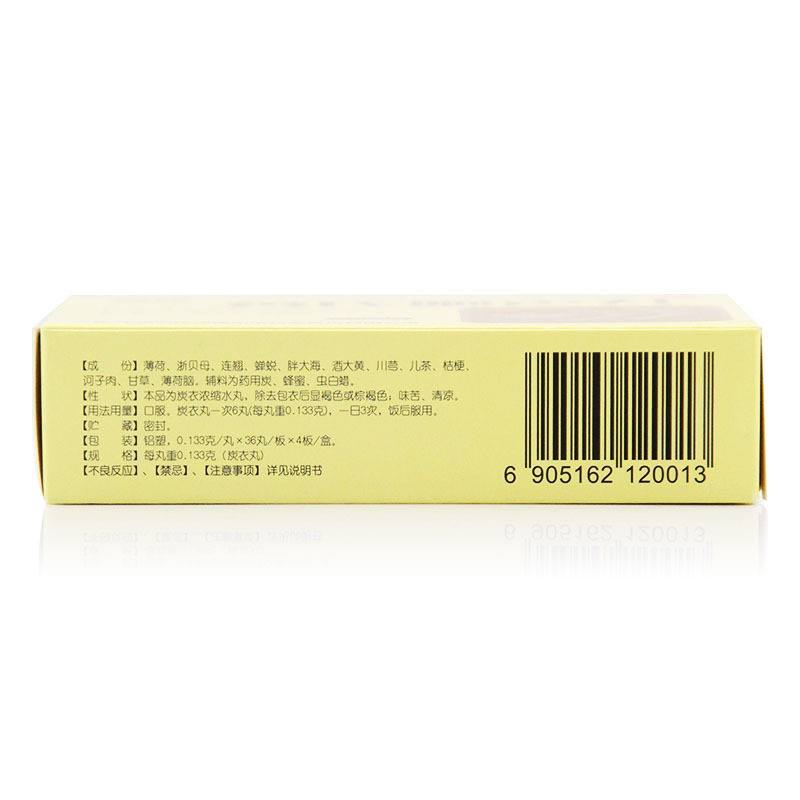 【成　份】薄荷、浙贝母、连翘、蝉蜕、胖大海、酒大黄、川芎、儿茶、桔梗、
诃子肉、甘草、薄荷脑。辅料为药用炭、蜂蜜、虫白蜡。
【性　状】本品为炭衣浓缩水丸，除去包衣后显褐色或棕褐色；味苦、清凉。
【用法用量】口服。炭衣丸一次6丸(每丸重0.133克)，一日3次，饭后服用。
【贮　藏】密封。
【包　装】铝塑，0.133克/丸×36丸/板×4板/盒。
【规　格】每丸重0.133克（炭衣丸）
【不良反应】、【禁忌】、【注意事项】详见说明书
6 905162 120013